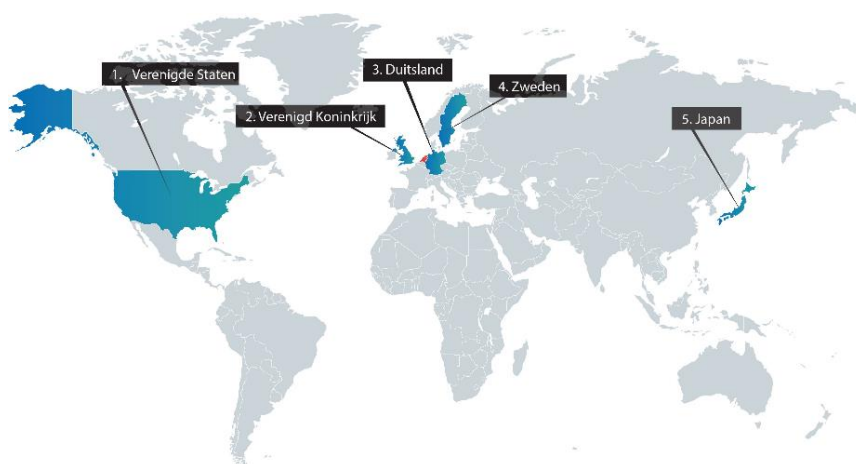 1. Verenigde Staten
2. Verenigd Koninkrijk
3. Duitsland
4. Zweden
5. Japan